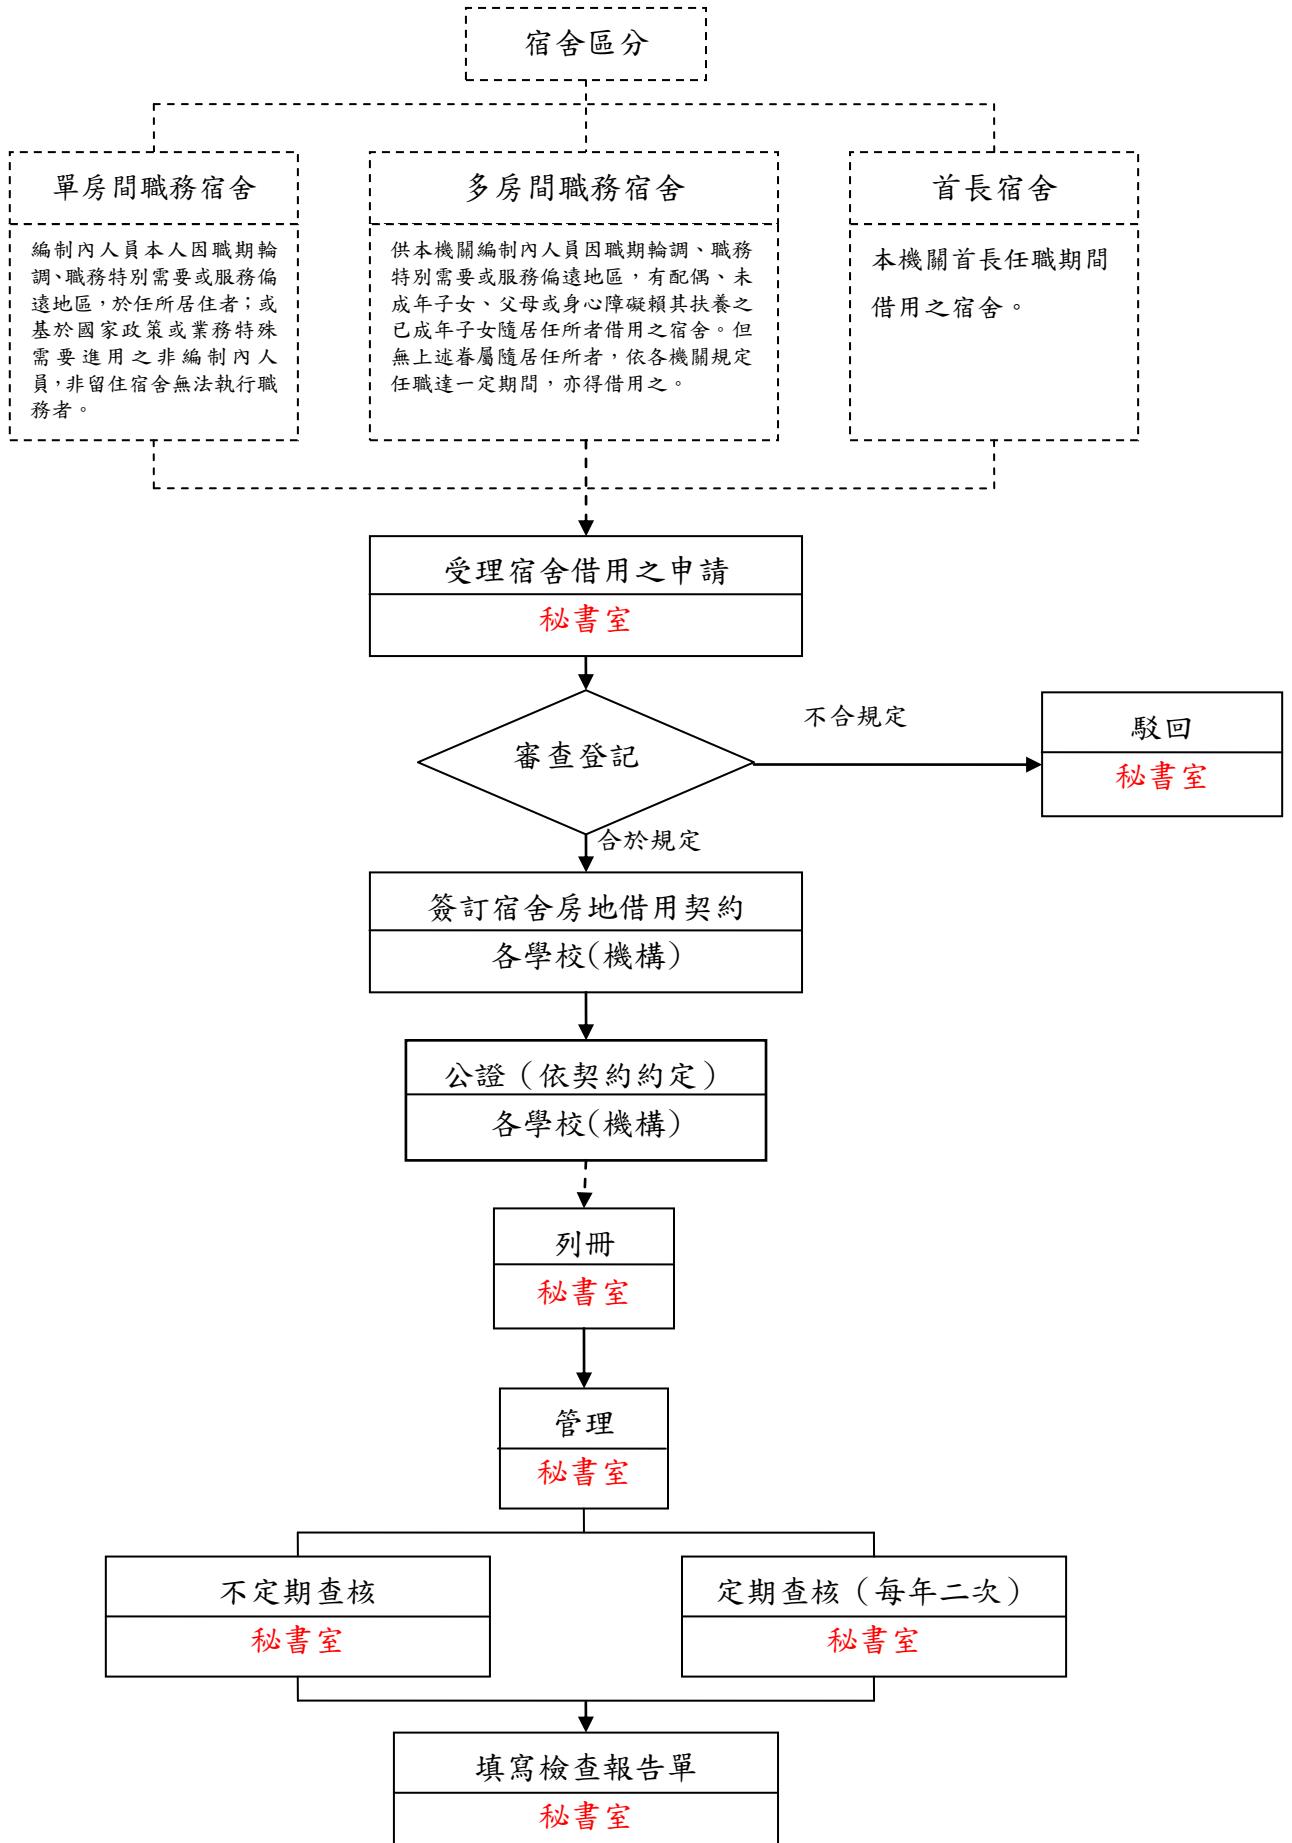 宿舍區分
單房間職務宿舍
編制內人員本人因職期輪
調、職務特別需要或服務偏
遠地區，於任所居住者；或
基於國家政策或業務特殊
需要進用之非編制內人
員，非留住宿舍無法執行職
務者。
多房間職務宿舍
供本機關編制內人員因職期輪調、職務
特別需要或服務偏遠地區，有配偶、未
成年子女、父母或身心障礙賴其扶養之
已成年子女隨居任所者借用之宿舍。但
無上述眷屬隨居任所者，依各機關規定
任職達一定期間，亦得借用之。
首長宿舍
本機關首長任職期間
借用之宿舍。
受理宿舍借用之申請
秘書室
審查登記
不合規定
駁回
秘書室
合於規定
簽訂宿舍房地借用契約
各學校(機構)
公證（依契約約定）
各學校(機構)
列冊
秘書室
管理
秘書室
不定期查核
秘書室
定期查核（每年二次）
秘書室
填寫檢查報告單
秘書室